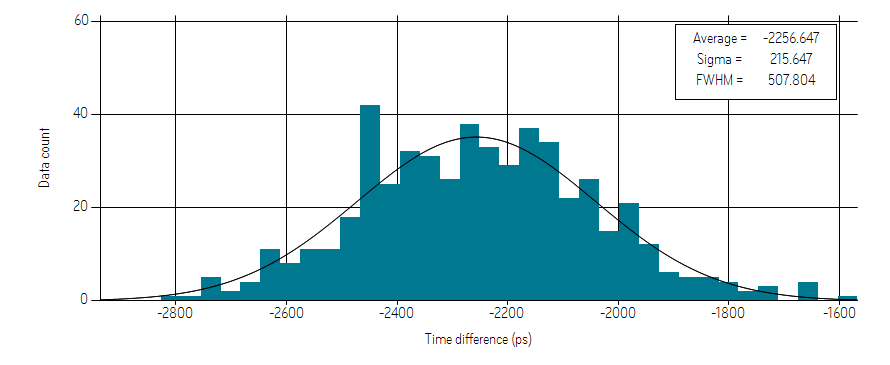 60
Average = -2256.647
Sigma = 215.647
FWHM = 507.804
40
Data count
20
0
-2800 -2600 -2400 -2200 -2000 -1800 -1600
Time difference (ps)